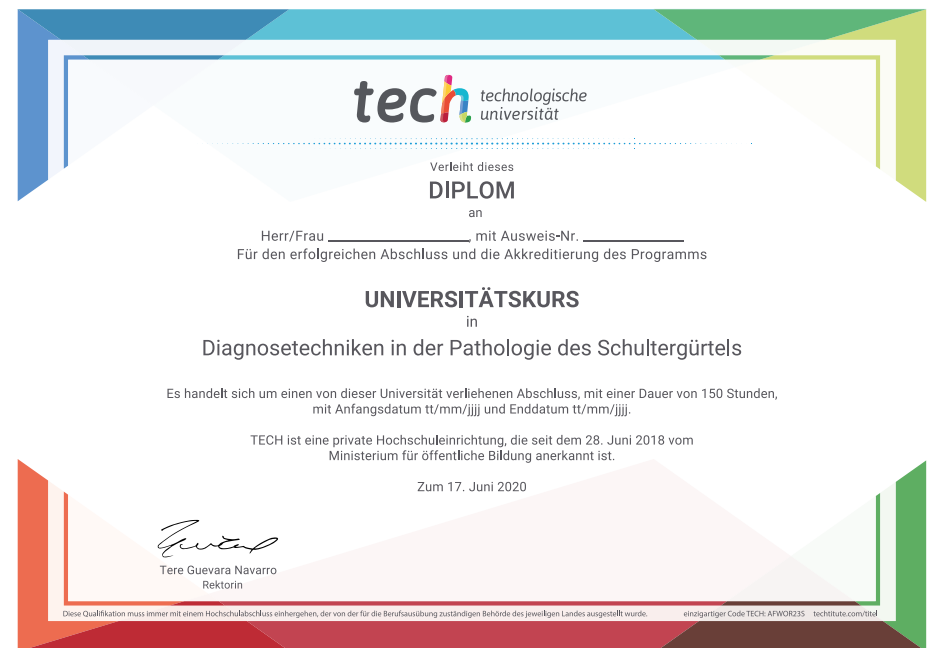 tech technologische
universität
Verleiht dieses
DIPLOM
an
Herr/Frau ____________________, mit Ausweis-Nr. ______________
Für den erfolgreichen Abschluss und die Akkreditierung des Programms
UNIVERSITÄTSKURS
in
Diagnosetechniken in der Pathologie des Schultergürtels
Es handelt sich um einen von dieser Universität verliehenen Abschluss, mit einer Dauer von 150 Stunden,
mit Anfangsdatum tt/mm/jjjj und Enddatum tt/mm/jjjj.
TECH ist eine private Hochschuleinrichtung, die seit dem 28. Juni 2018 vom
Ministerium für öffentliche Bildung anerkannt ist.
Zum 17. Juni 2020
Tere Guevara Navarro
Rektorin
Diese Qualifikation muss immer mit einem Hochschulabschluss einhergehen, der von der für die Berufsausübung zuständigen Behörde des jeweiligen Landes ausgestellt wurde. einzigartiger Code TECH: AFWOR23S techtitute.com/titel